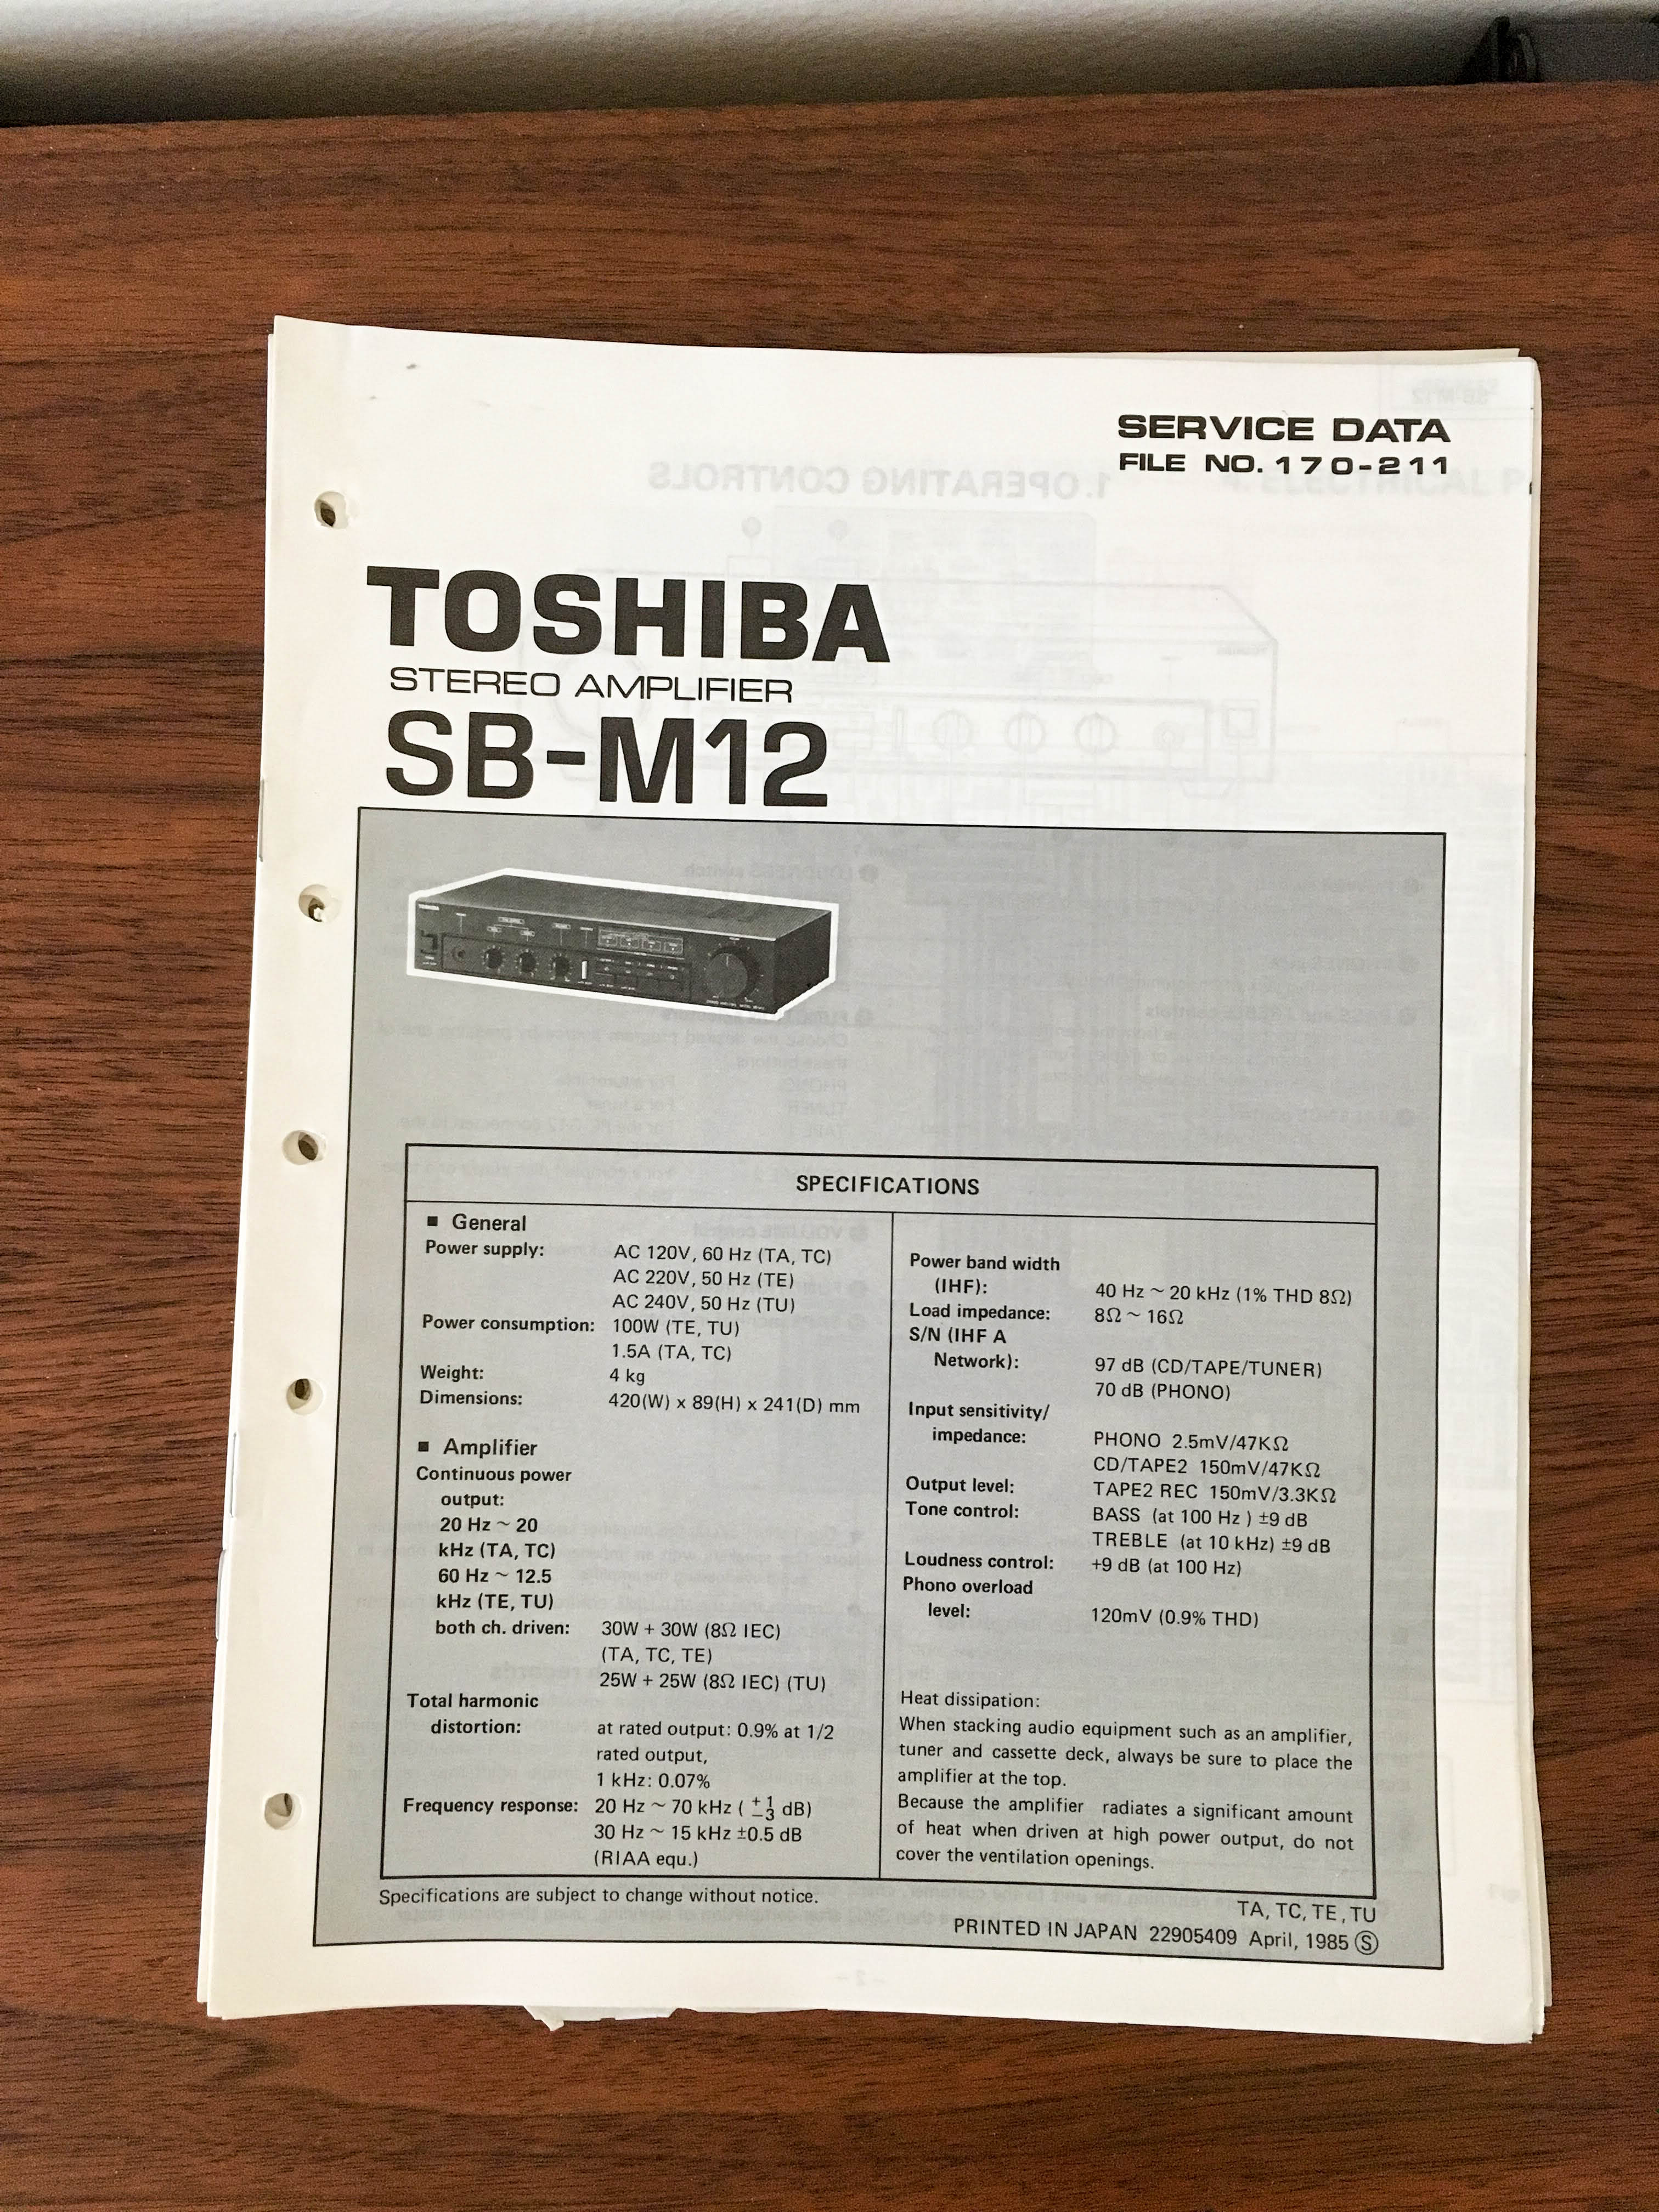 SERVICE DATA
FILE NO. 170-211
TOSHIBA
STEREO AMPLIFIER
SB-M12
SPECIFICATIONS
■ General
Power supply: AC 120V, 60 Hz (TA, TC)
AC 220V, 50 Hz (TE)
AC 240V, 50 Hz (TU)
Power consumption: 100W (TE, TU)
1.5A (TA, TC)
Weight: 4 kg
Dimensions: 420(W) x 89(H) x 241(D) mm
■ Amplifier
Continuous power
output:
20 Hz ~ 20
kHz (TA, TC)
60 Hz ~ 12.5
kHz (TE, TU)
both ch. driven: 30W + 30W (8Ω IEC)
(TA, TC, TE)
25W + 25W (8Ω IEC) (TU)
Total harmonic
distortion: at rated output: 0.9% at 1/2
rated output,
1 kHz: 0.07%
Frequency response: 20 Hz ~ 70 kHz ( +1 −3 dB)
30 Hz ~ 15 kHz ±0.5 dB
(RIAA equ.)
Power band width
(IHF): 40 Hz ~ 20 kHz (1% THD 8Ω)
Load impedance: 8Ω ~ 16Ω
S/N (IHF A
Network): 97 dB (CD/TAPE/TUNER)
70 dB (PHONO)
Input sensitivity/
impedance: PHONO 2.5mV/47KΩ
CD/TAPE2 150mV/47KΩ
Output level: TAPE2 REC 150mV/3.3KΩ
Tone control: BASS (at 100 Hz ) ±9 dB
TREBLE (at 10 kHz) ±9 dB
Loudness control: +9 dB (at 100 Hz)
Phono overload
level: 120mV (0.9% THD)
Heat dissipation:
When stacking audio equipment such as an amplifier,
tuner and cassette deck, always be sure to place the
amplifier at the top.
Because the amplifier radiates a significant amount
of heat when driven at high power output, do not
cover the ventilation openings.
Specifications are subject to change without notice.
TA, TC, TE, TU
PRINTED IN JAPAN 22905409 April, 1985 Ⓢ